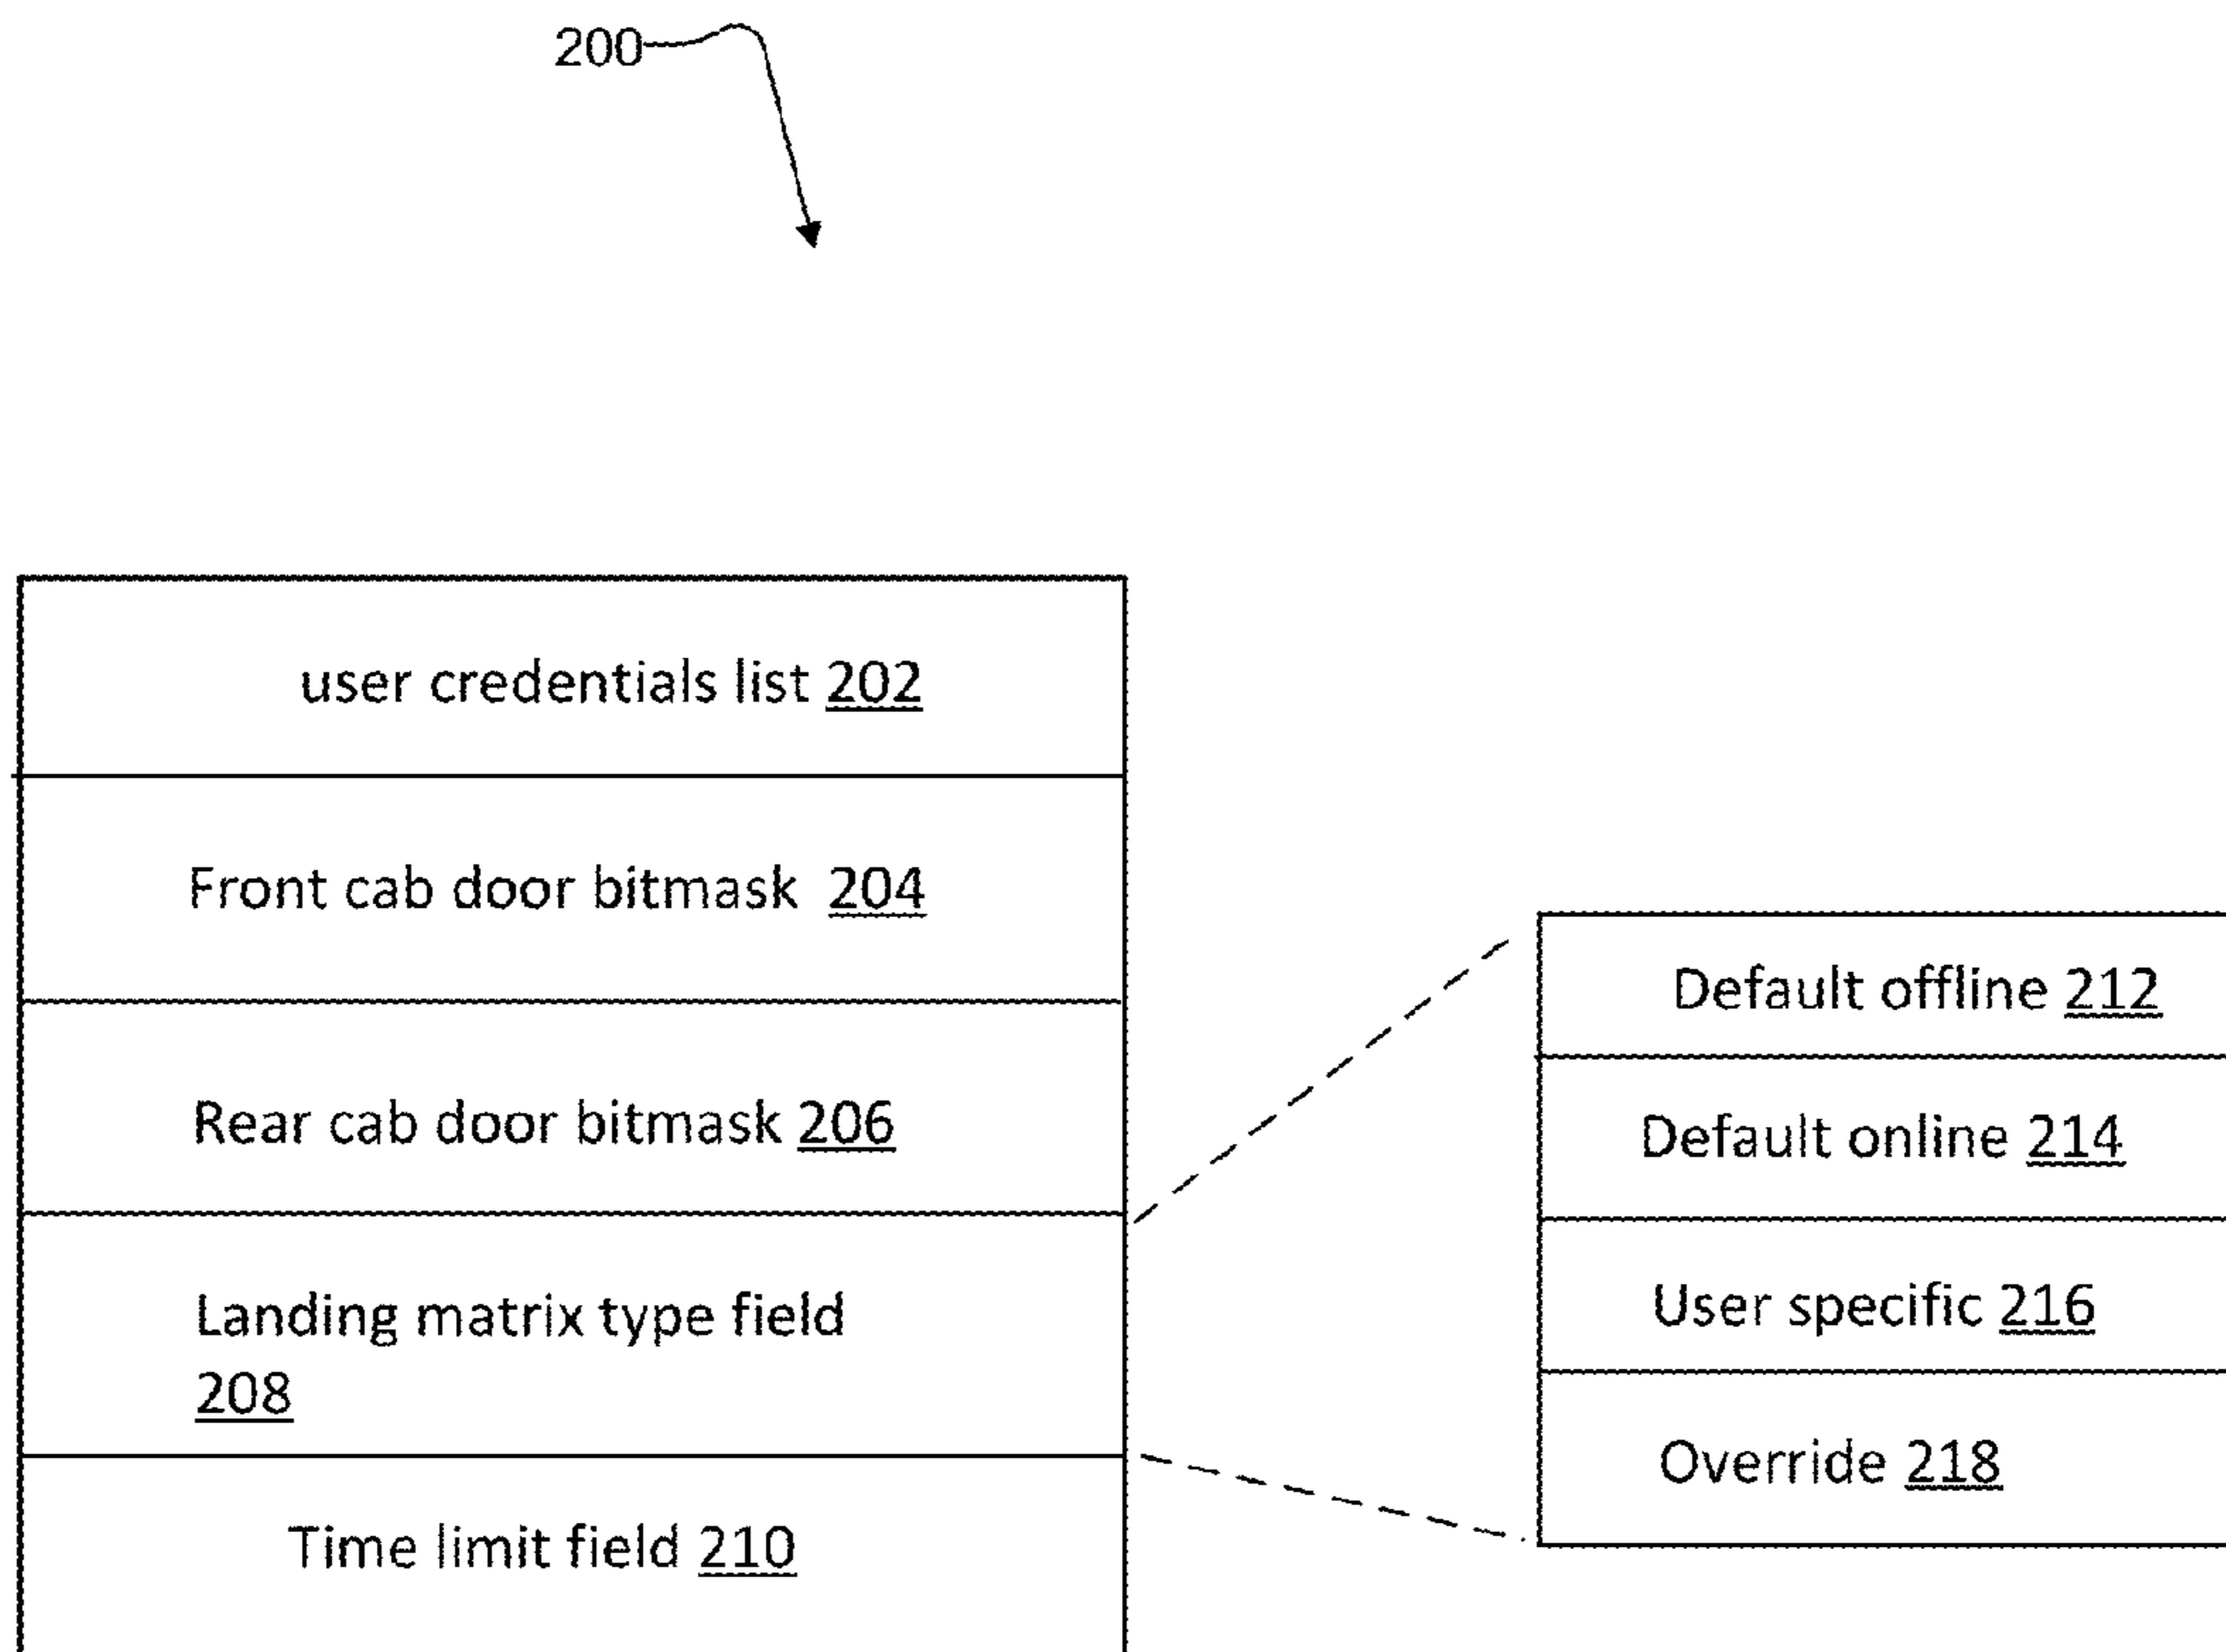 200
user credentials list 202
Front cab door bitmask 204
Rear cab door bitmask 206
Landing matrix type field
208
Time limit field 210
Default offline 212
Default online 214
User specific 216
Override 218